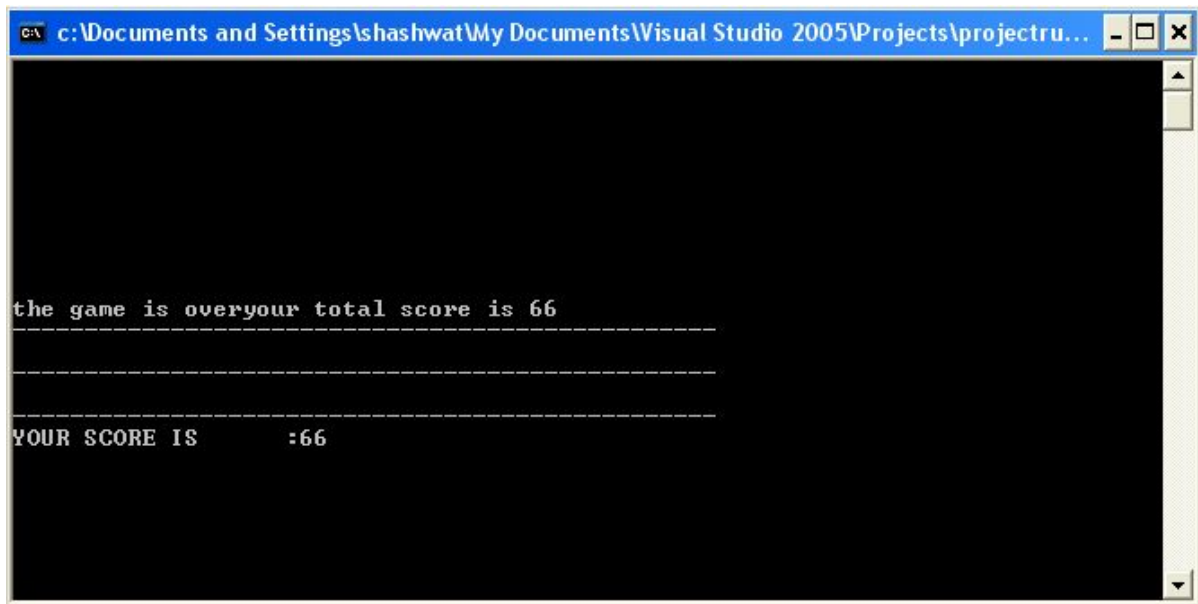 c:\Documents and Settings\shashwat\My Documents\Visual Studio 2005\Projects\projectru...
the game is overyour total score is 66
-------------------------------------------------
-------------------------------------------------
-------------------------------------------------
YOUR SCORE IS      :66